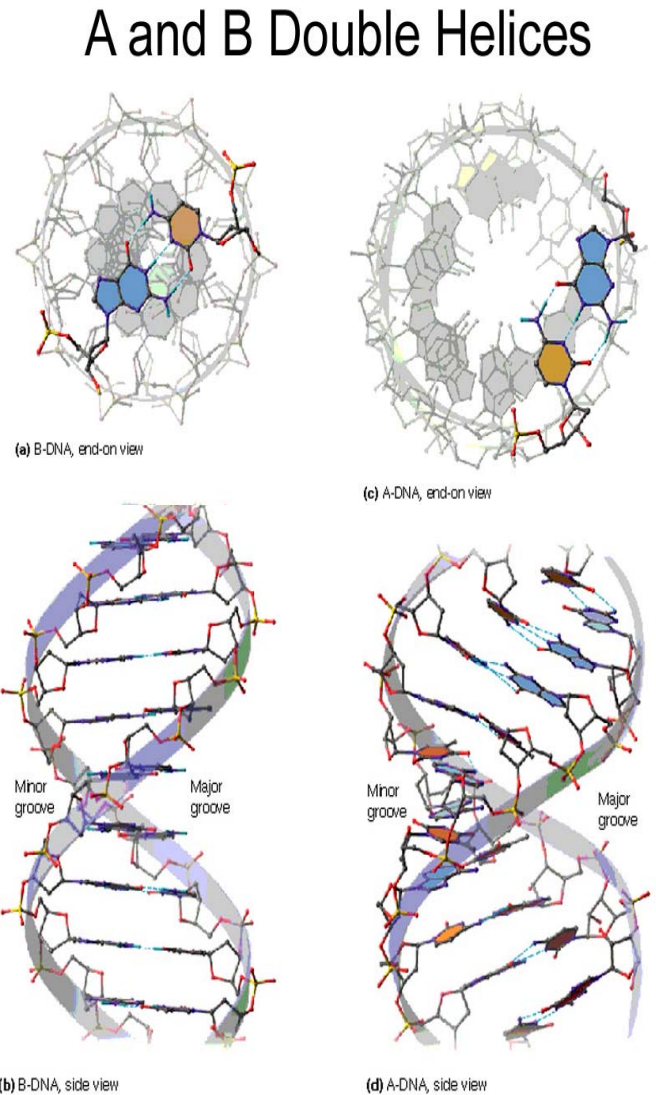 A and B Double Helices
(a) B-DNA, end-on view
(c) A-DNA, end-on view
Minor
groove
Major
groove
Minor
groove
Major
groove
(b) B-DNA, side view
(d) A-DNA, side view